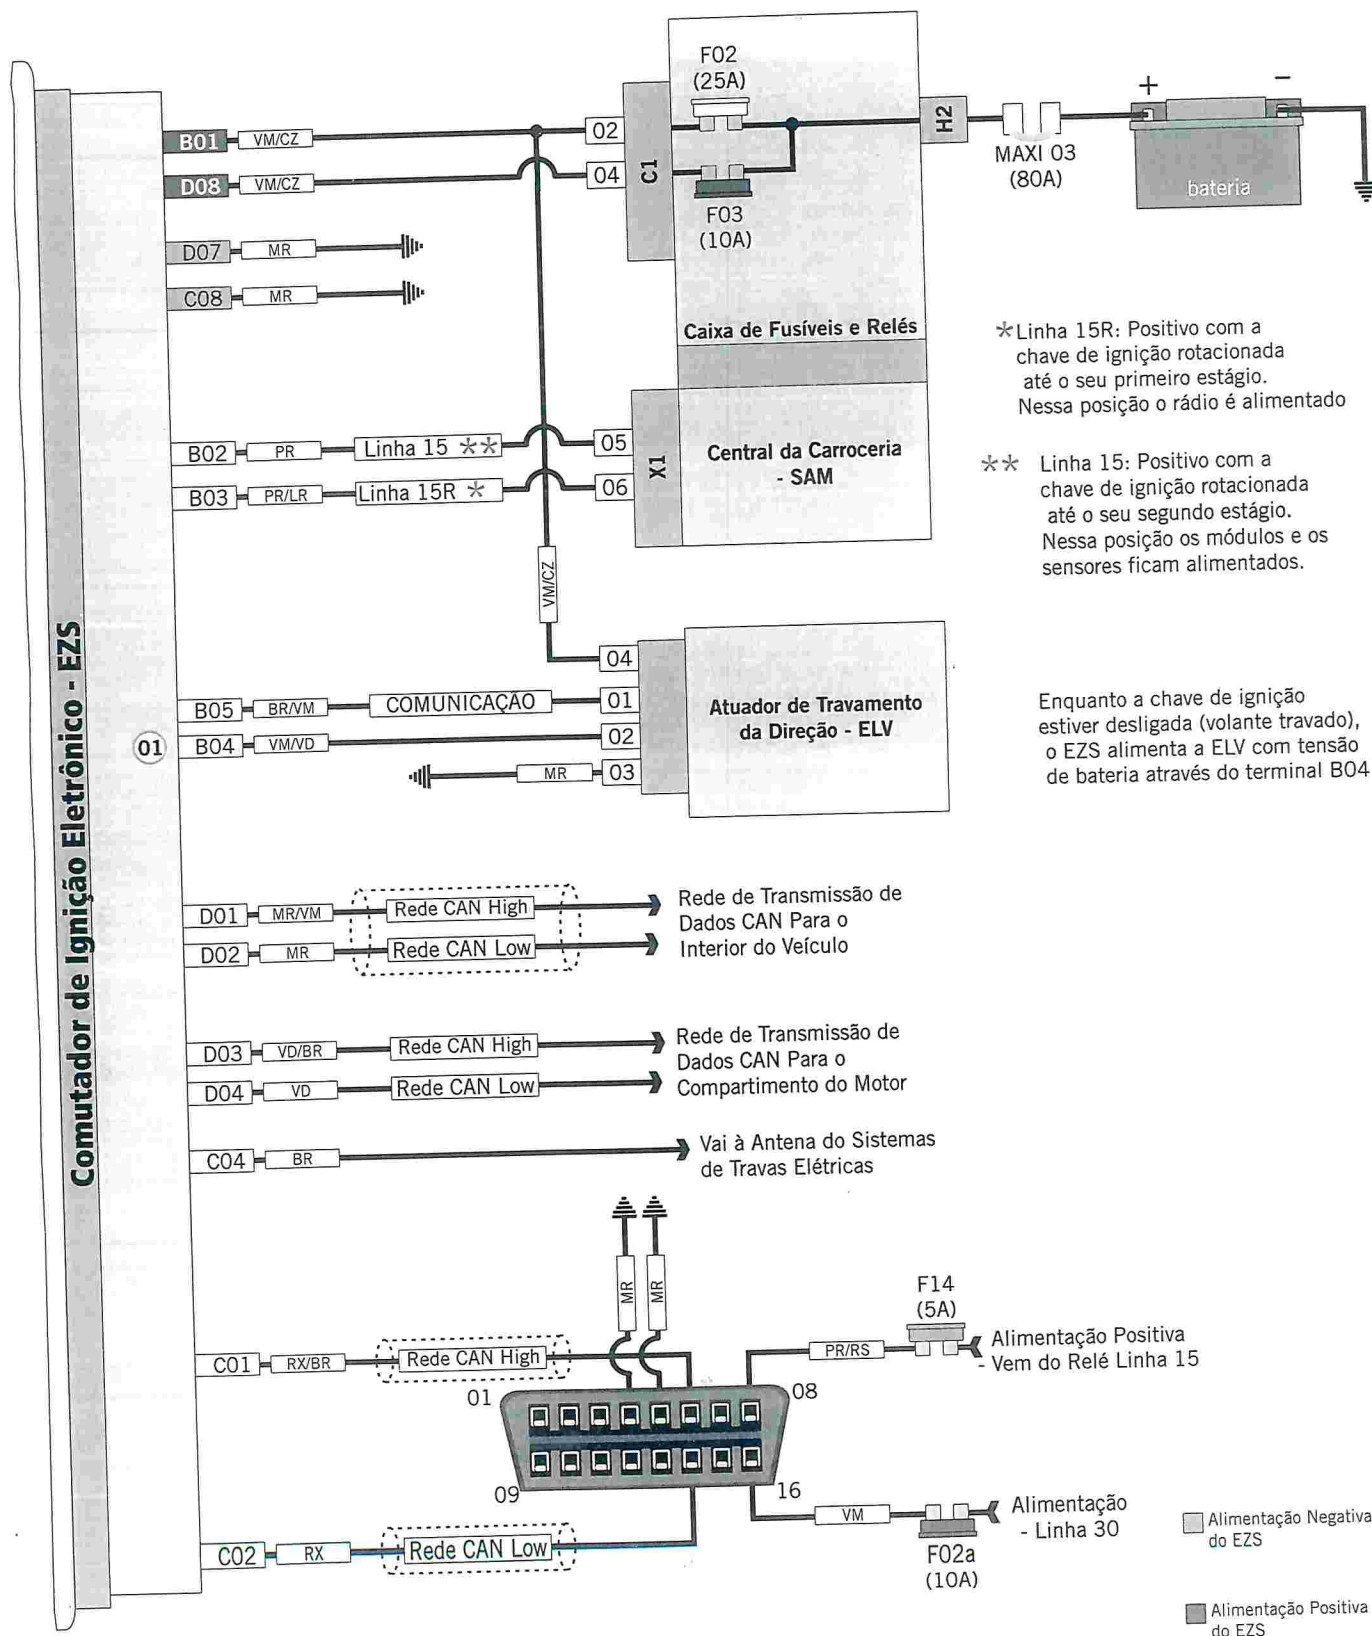 F02
(25A)
+
−
B01
VM/CZ
02
H2
MAXI 03
(80A)
D08
VM/CZ
04
C1
bateria
F03
(10A)
D07
MR
C08
MR
Caixa de Fusíveis e Relés
*Linha 15R: Positivo com a
chave de ignição rotacionada
até o seu primeiro estágio.
Nessa posição o rádio é alimentado
B02
PR
Linha 15 **
05
X1
Central da Carroceria
- SAM
B03
PR/LR
Linha 15R *
06
** Linha 15: Positivo com a
chave de ignição rotacionada
até o seu segundo estágio.
Nessa posição os módulos e os
sensores ficam alimentados.
VM/CZ
Comutador de Ignição Eletrônico - EZS
01
04
B05
BR/VM
COMUNICAÇÃO
01
B04
VM/VD
02
MR
03
Atuador de Travamento
da Direção - ELV
Enquanto a chave de ignição
estiver desligada (volante travado),
o EZS alimenta a ELV com tensão
de bateria através do terminal B04
D01
MR/VM
Rede CAN High
D02
MR
Rede CAN Low
Rede de Transmissão de
Dados CAN Para o
Interior do Veículo
D03
VD/BR
Rede CAN High
D04
VD
Rede CAN Low
Rede de Transmissão de
Dados CAN Para o
Compartimento do Motor
C04
BR
Vai à Antena do Sistemas
de Travas Elétricas
MR
MR
F14
(5A)
PR/RS
Alimentação Positiva
- Vem do Relé Linha 15
C01
RX/BR
Rede CAN High
01
08
09
16
VM
Alimentação
- Linha 30
F02a
(10A)
C02
RX
Rede CAN Low
Alimentação Negativa
do EZS
Alimentação Positiva
do EZS